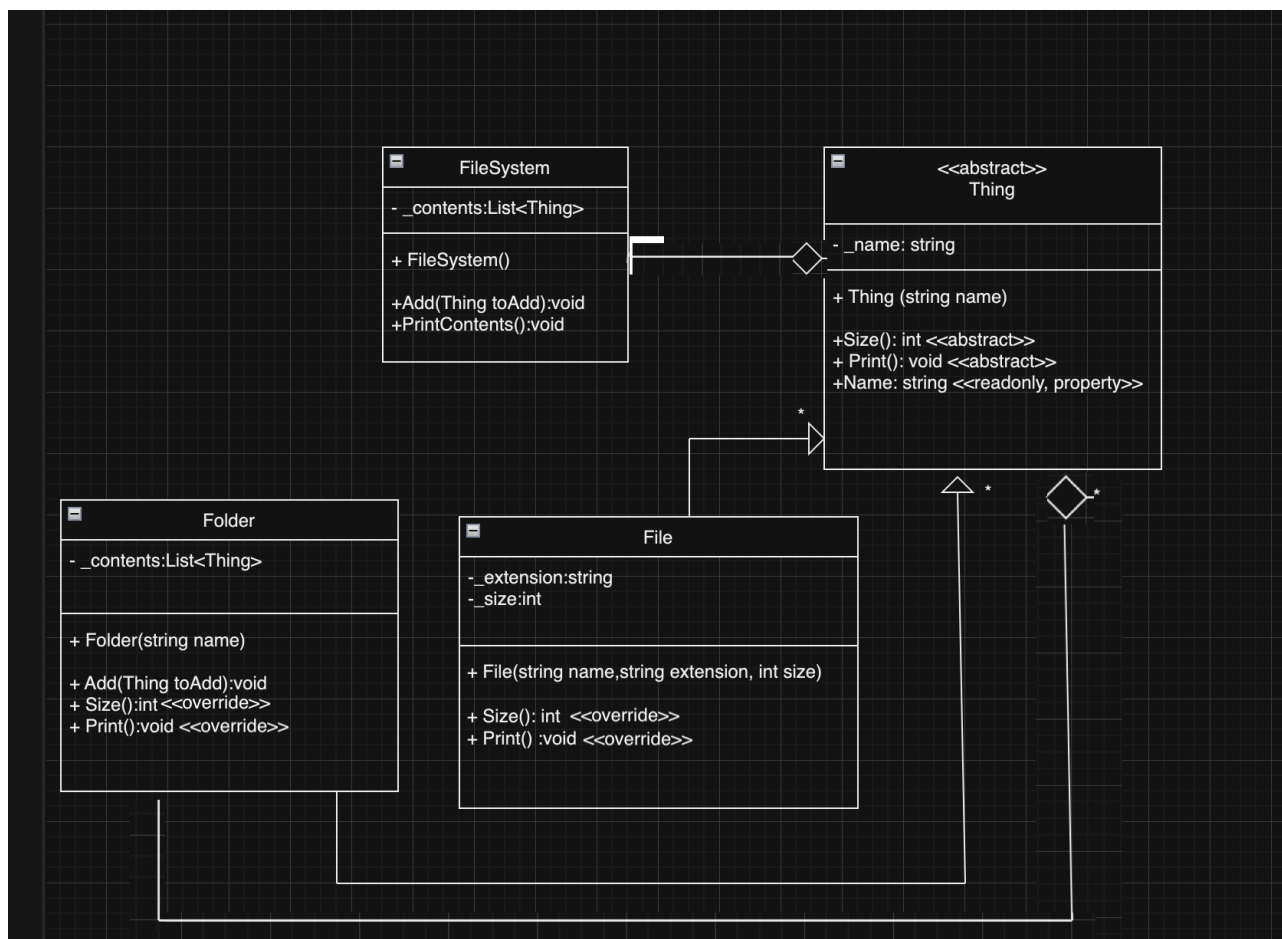 FileSystem
- _contents:List<Thing>
+ FileSystem()
+Add(Thing toAdd):void
+PrintContents():void
<<abstract>>
Thing
- _name: string
+ Thing (string name)
+Size(): int <<abstract>>
+ Print(): void <<abstract>>
+Name: string <<readonly, property>>
*
*
*
Folder
- _contents:List<Thing>
+ Folder(string name)
+ Add(Thing toAdd):void
+ Size():int <<override>>
+ Print():void <<override>>
File
-_extension:string
-_size:int
+ File(string name,string extension, int size)
+ Size(): int <<override>>
+ Print() :void <<override>>